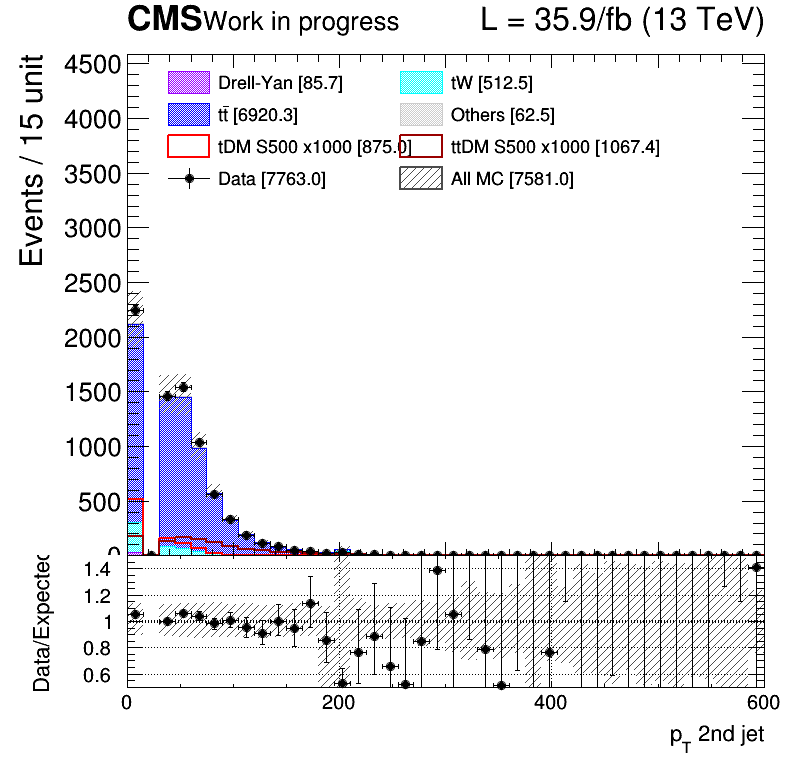 CMS Work in progress L = 35.9/fb (13 TeV)
Events / 15 unit
4500
4000
3500
3000
2500
2000
1500
1000
500
0
Drell-Yan [85.7]
tW [512.5]
tt̄ [6920.3]
Others [62.5]
tDM S500 x1000 [875.0]
ttDM S500 x1000 [1067.4]
Data [7763.0]
All MC [7581.0]
Data/Expected
1.4
1.2
1
0.8
0.6
0 200 400 600
p_T 2nd jet